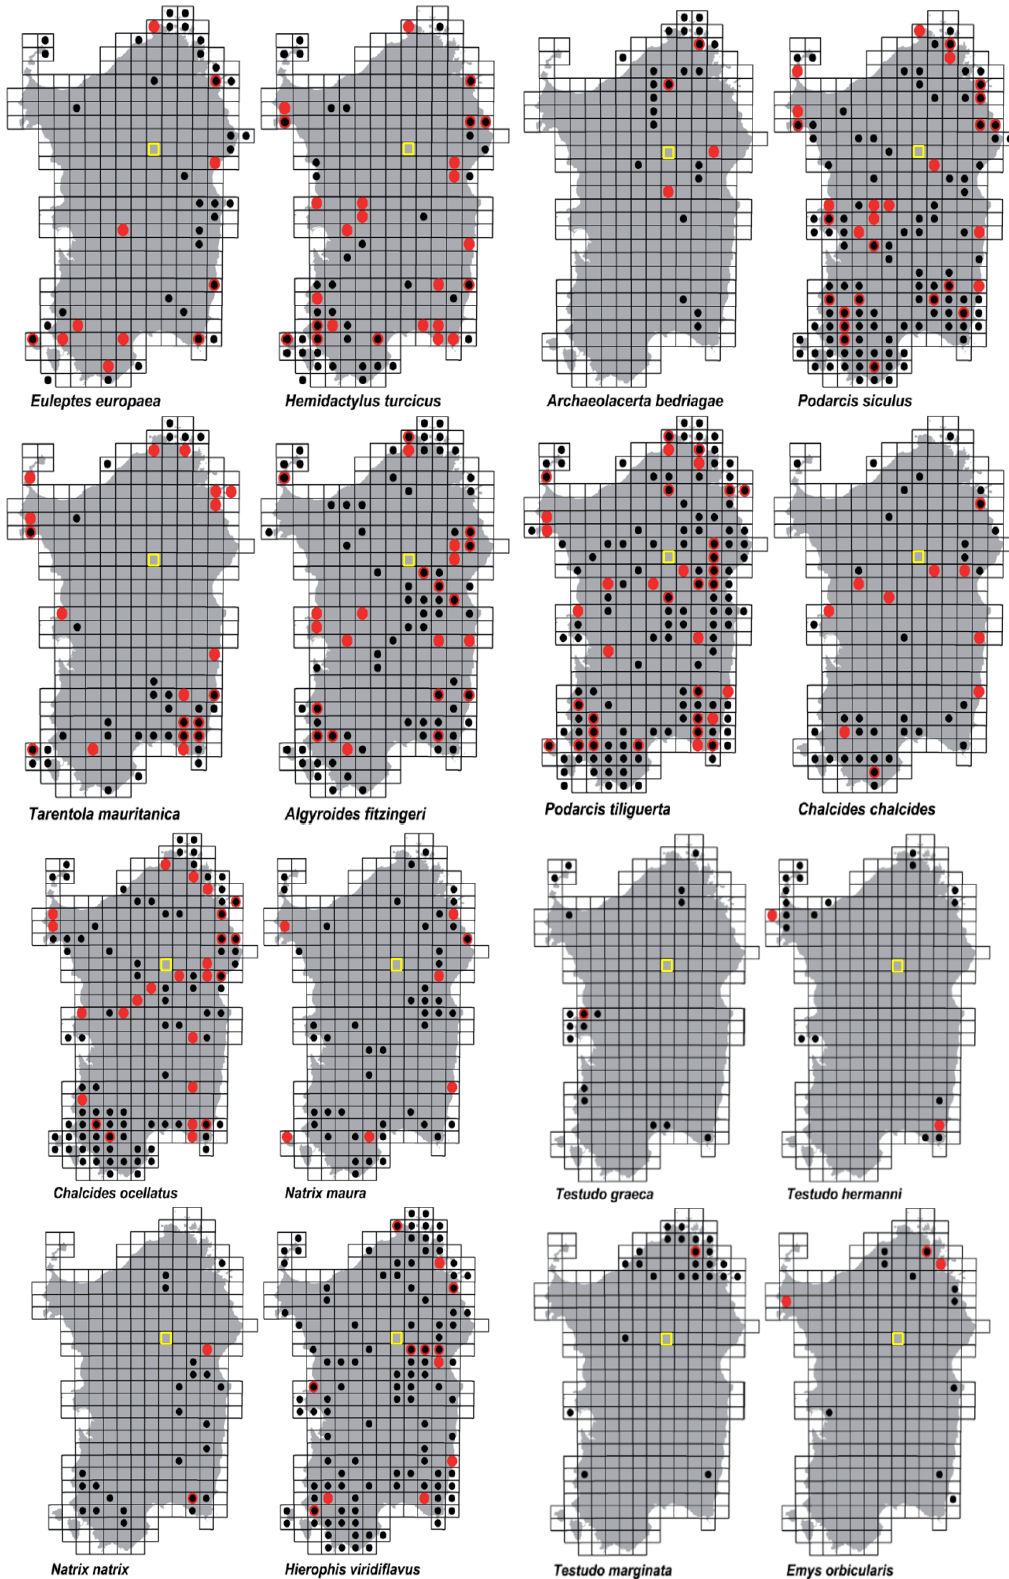 Euleptes europaea
Hemidactylus turcicus
Archaeolacerta bedriagae
Podarcis siculus
Tarentola mauritanica
Algyroides fitzingeri
Podarcis tiliguerta
Chalcides chalcides
Chalcides ocellatus
Natrix maura
Testudo graeca
Testudo hermanni
Natrix natrix
Hierophis viridiflavus
Testudo marginata
Emys orbicularis